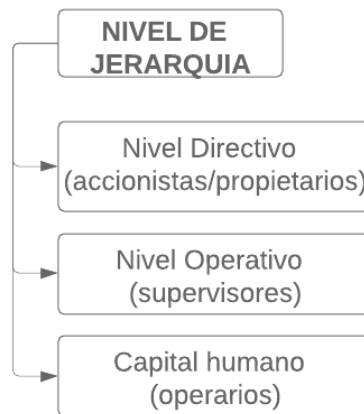 NIVEL DE
JERARQUIA
Nivel Directivo
(accionistas/propietarios)
Nivel Operativo
(supervisores)
Capital humano
(operarios)